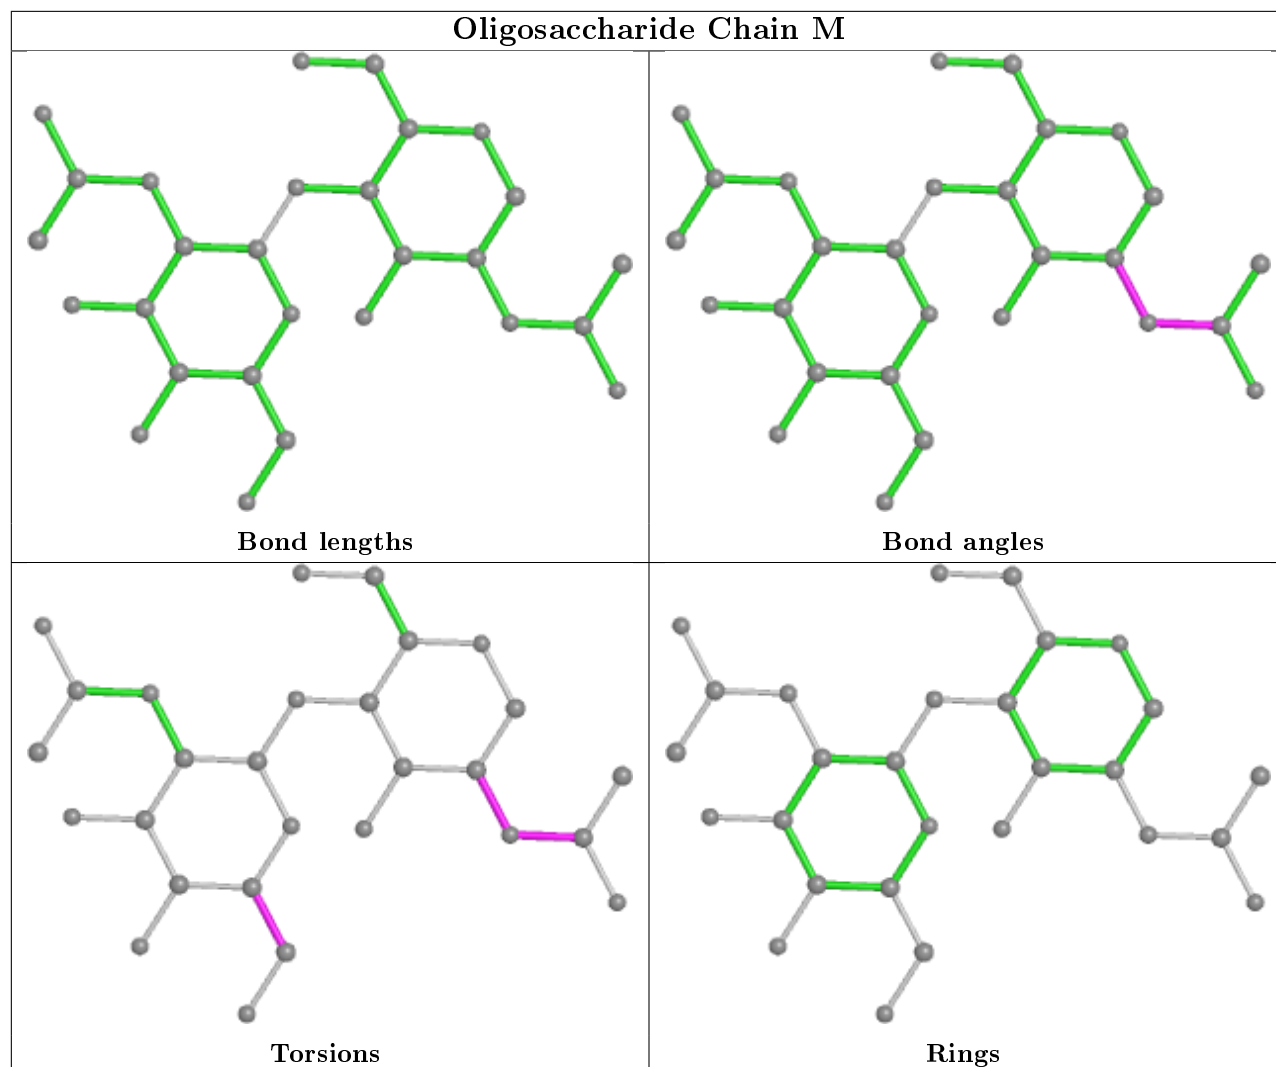 Oligosaccharide Chain M
Bond lengths
Bond angles
Torsions
Rings